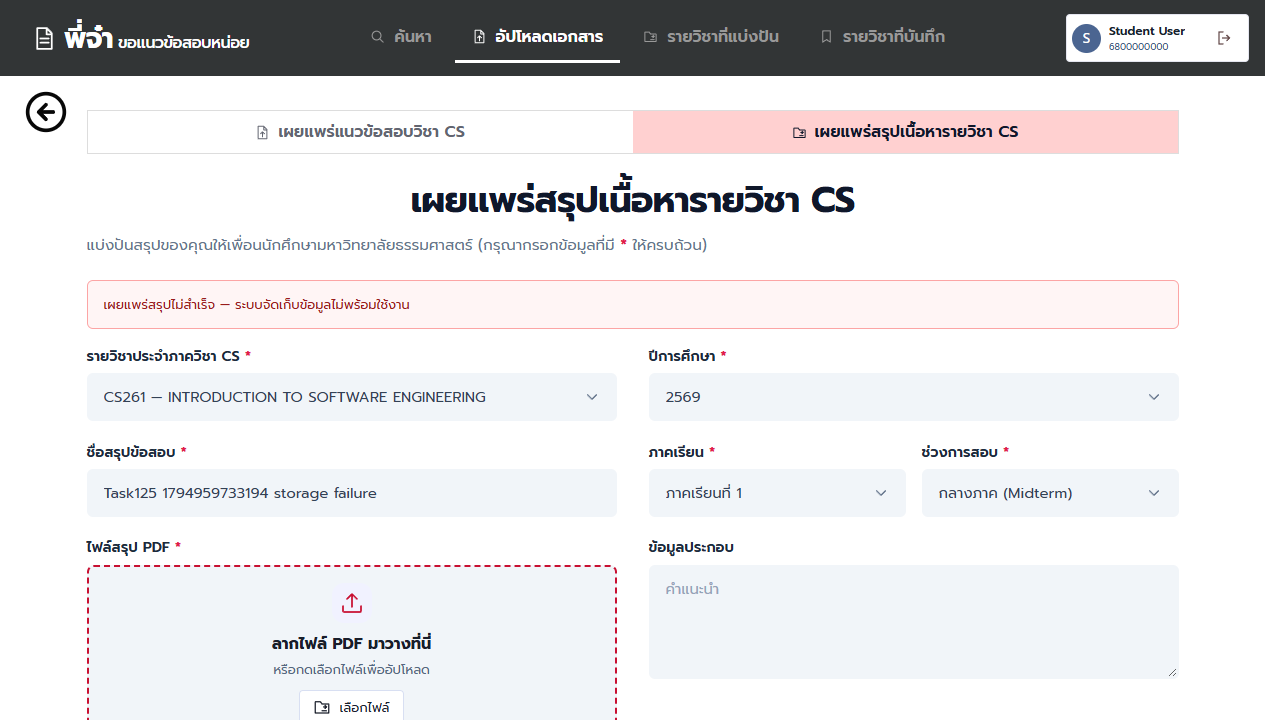 พี่จ๋า ขอแนวข้อสอบหน่อย
ค้นหา
อัปโหลดเอกสาร
รายวิชาที่แบ่งปัน
รายวิชาที่บันทึก
S
Student User
6800000000
เผยแพร่แนวข้อสอบวิชา CS
เผยแพร่สรุปเนื้อหารายวิชา CS
เผยแพร่สรุปเนื้อหารายวิชา CS
แบ่งปันสรุปของคุณให้เพื่อนนักศึกษามหาวิทยาลัยธรรมศาสตร์ (กรุณากรอกข้อมูลที่มี * ให้ครบถ้วน)
เผยแพร่สรุปไม่สำเร็จ — ระบบจัดเก็บข้อมูลไม่พร้อมใช้งาน
รายวิชาประจำภาควิชา CS *
ปีการศึกษา *
CS261 — INTRODUCTION TO SOFTWARE ENGINEERING
2569
ชื่อสรุปข้อสอบ *
ภาคเรียน *
ช่วงการสอบ *
Task125 1794959733194 storage failure
ภาคเรียนที่ 1
กลางภาค (Midterm)
ไฟล์สรุป PDF *
ข้อมูลประกอบ
คำแนะนำ
ลากไฟล์ PDF มาวางที่นี่
หรือกดเลือกไฟล์เพื่ออัปโหลด
เลือกไฟล์